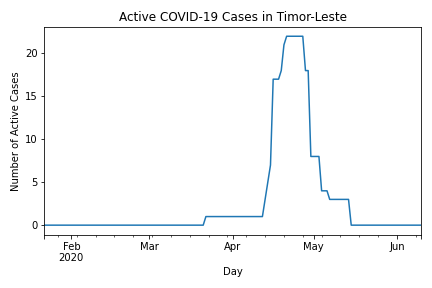 Active COVID-19 Cases in Timor-Leste
Number of Active Cases
20
15
10
5
0
Feb
2020
Mar
Apr
May
Jun
Day